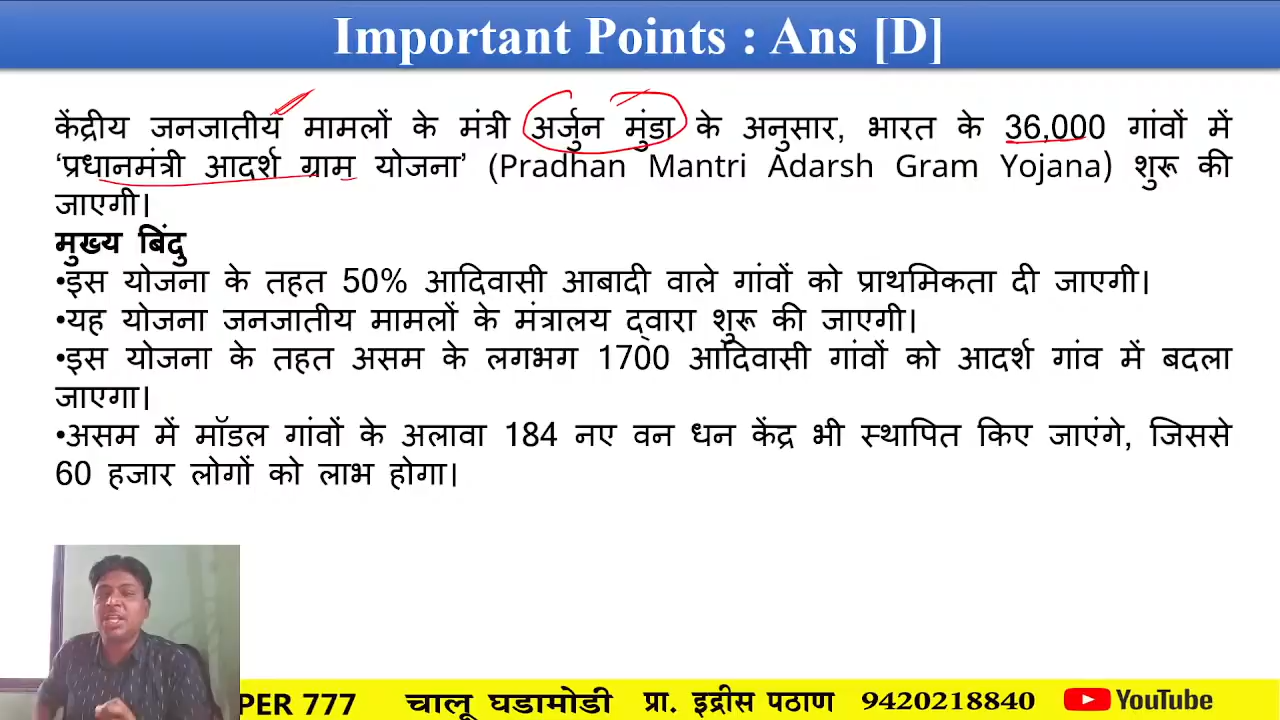 Important Points : Ans [D]
केंद्रीय जनजातीय मामलों के मंत्री अर्जुन मुंडा के अनुसार, भारत के 36,000 गांवों में
‘प्रधानमंत्री आदर्श ग्राम योजना’ (Pradhan Mantri Adarsh Gram Yojana) शुरू की
जाएगी।
मुख्य बिंदु
•इस योजना के तहत 50% आदिवासी आबादी वाले गांवों को प्राथमिकता दी जाएगी।
•यह योजना जनजातीय मामलों के मंत्रालय द्वारा शुरू की जाएगी।
•इस योजना के तहत असम के लगभग 1700 आदिवासी गांवों को आदर्श गांव में बदला
जाएगा।
•असम में मॉडल गांवों के अलावा 184 नए वन धन केंद्र भी स्थापित किए जाएंगे, जिससे
60 हजार लोगों को लाभ होगा।
PER 777 चालू घडामोडी प्रा. इद्रीस पठाण 9420218840 YouTube